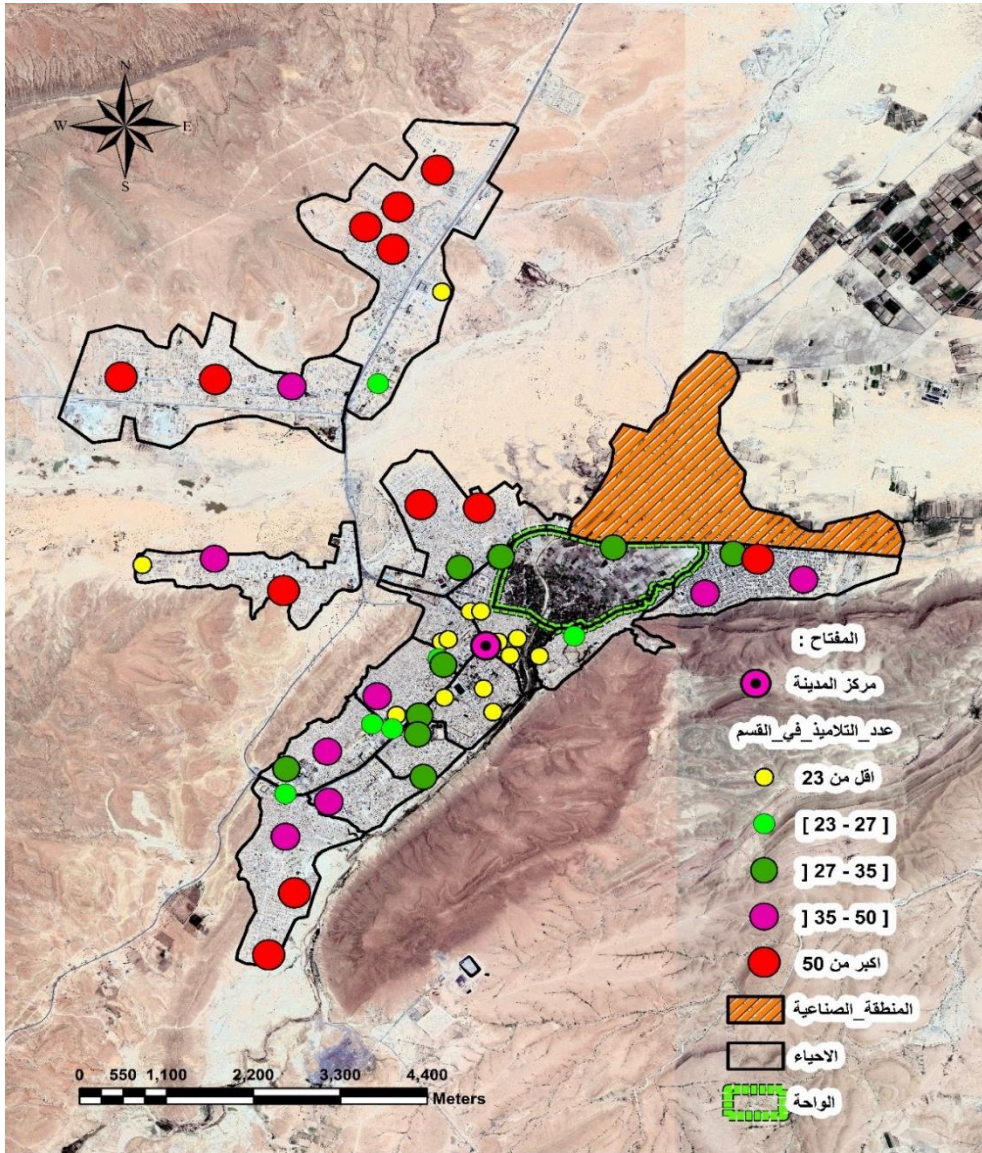 N
W E
S
المفتاح :
مركز المدينة
عدد_التلاميذ_في_القسم
اقل من 23
[ 23 - 27 ]
] 27 - 35 ]
] 35 - 50 ]
اكبر من 50
المنطقة_الصناعية
الاحياء
الواحة
0 550 1,100 2,200 3,300 4,400
Meters